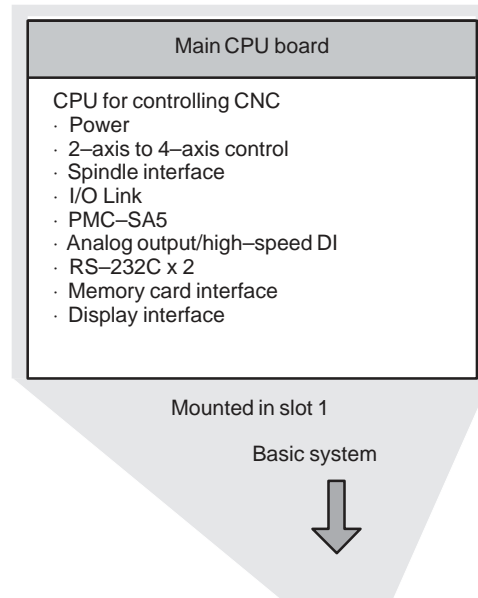 Main CPU board
CPU for controlling CNC
· Power
· 2–axis to 4–axis control
· Spindle interface
· I/O Link
· PMC–SA5
· Analog output/high–speed DI
· RS–232C x 2
· Memory card interface
· Display interface
Mounted in slot 1
Basic system